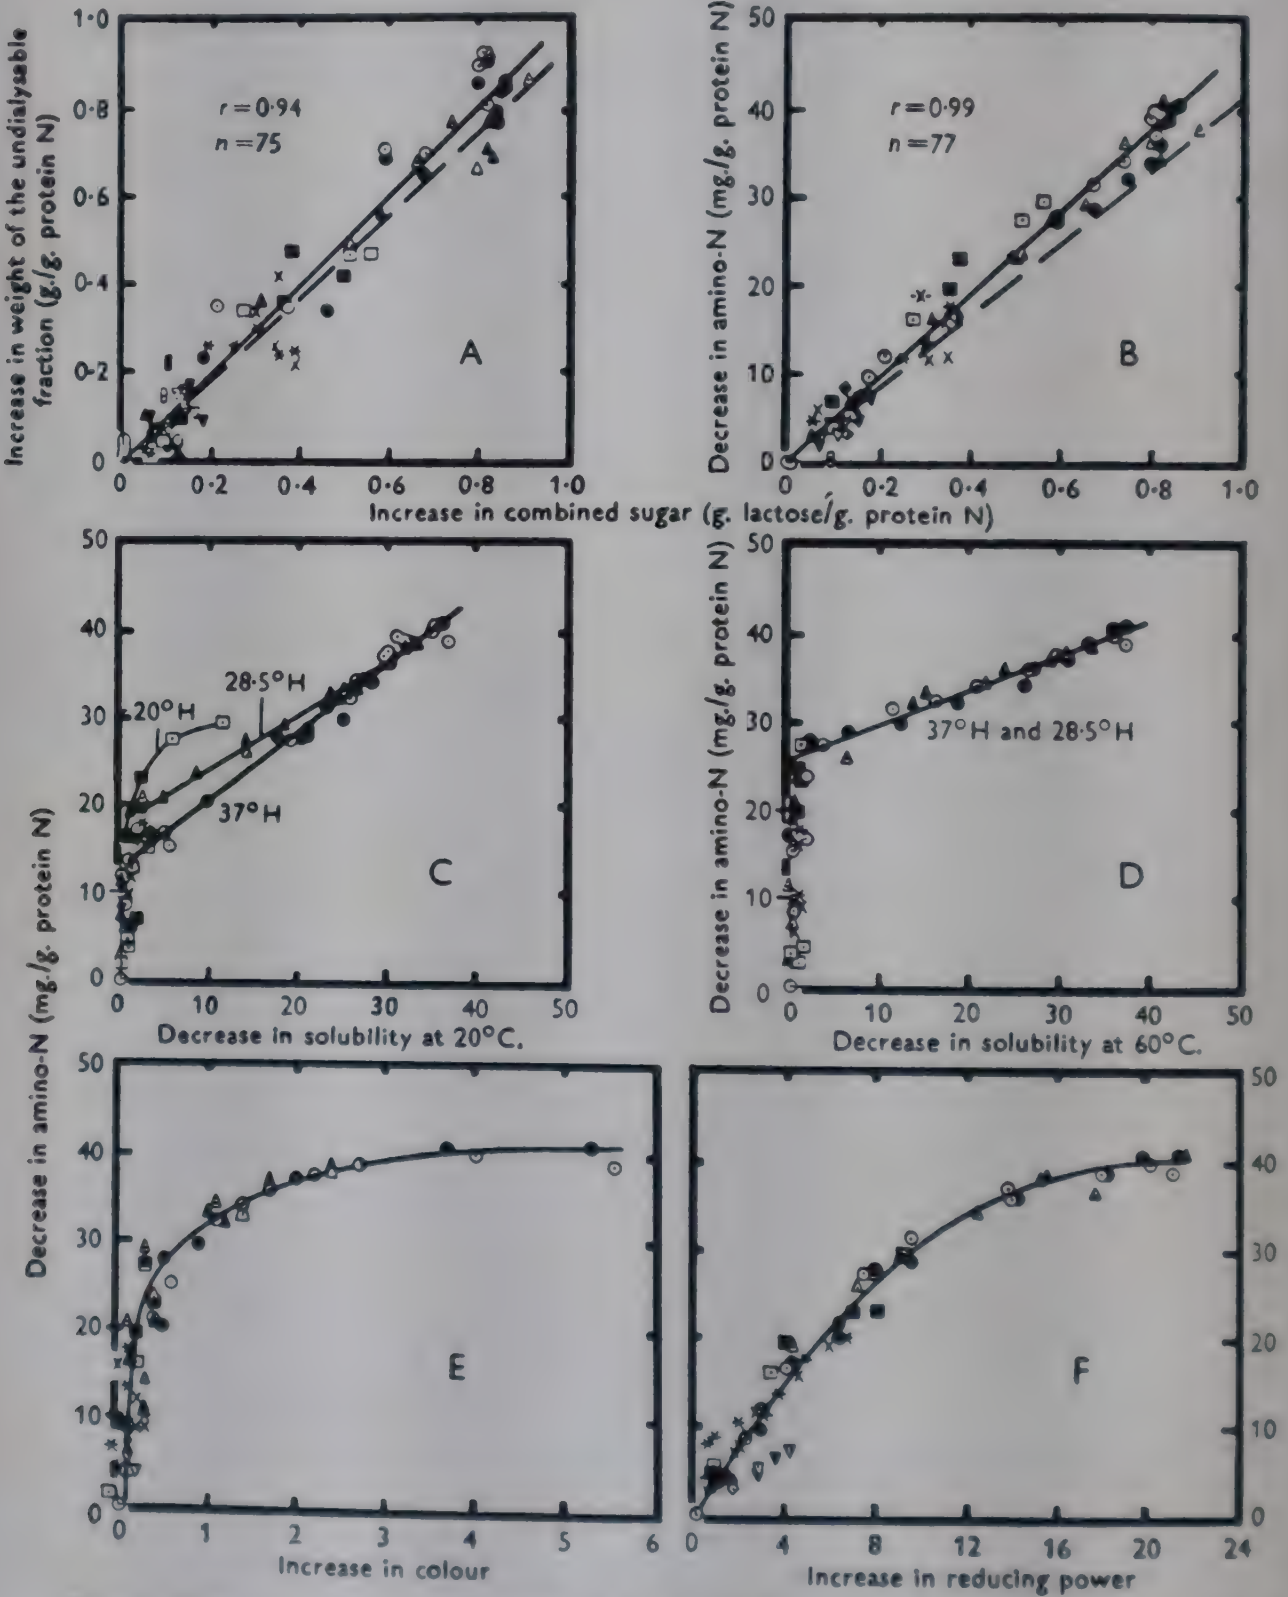 Increase in weight of the undialysable
fraction (g./g. protein N)
1·0
0·8
0·6
0·4
0·2
0
r=0·94
n=75
A
0 0·2 0·4 0·6 0·8 1·0
Decrease in amino-N (mg./g. protein N)
50
40
30
20
10
0
r=0·99
n=77
B
0 0·2 0·4 0·6 0·8 1·0
Increase in combined sugar (g. lactose/g. protein N)
Decrease in amino-N (mg./g. protein N)
50
40
30
20
10
0
20°H
28·5°H
37°H
C
0 10 20 30 40 50
Decrease in solubility at 20°C.
Decrease in amino-N (mg./g. protein N)
50
40
30
20
10
0
37°H and 28·5°H
D
0 10 20 30 40 50
Decrease in solubility at 60°C.
50
40
30
20
10
0
E
0 1 2 3 4 5 6
Increase in colour
50
40
30
20
10
0
F
0 4 8 12 16 20 24
Increase in reducing power